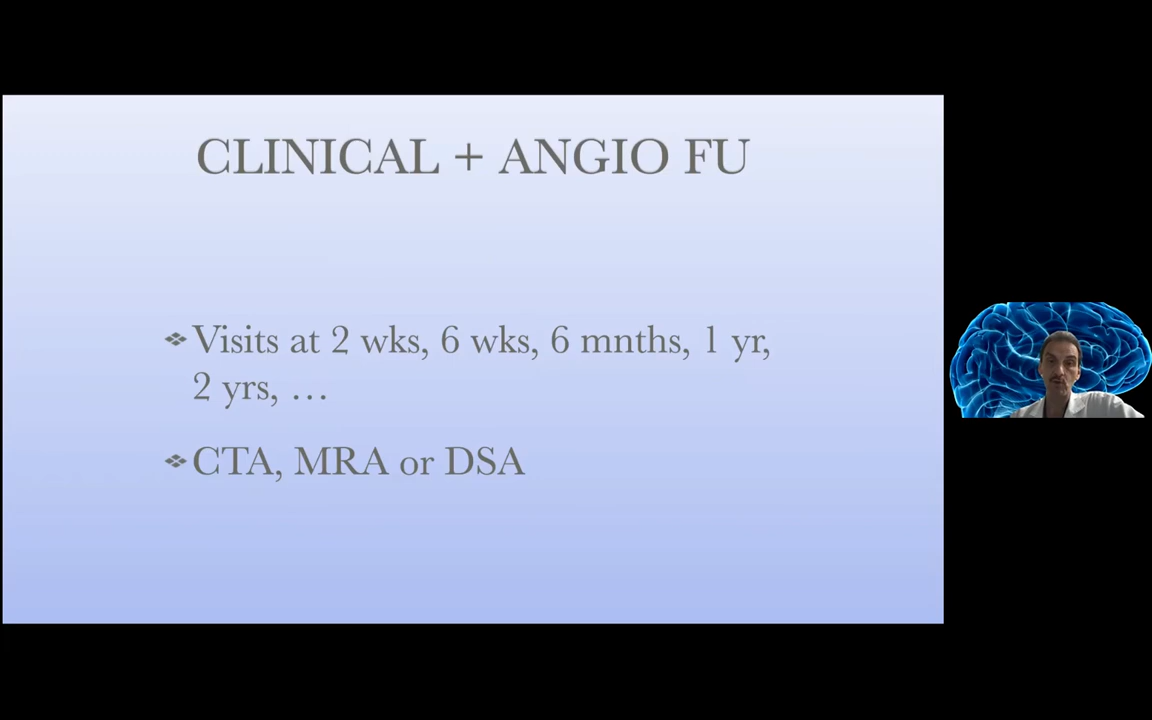 CLINICAL + ANGIO FU
Visits at 2 wks, 6 wks, 6 mnths, 1 yr,
2 yrs, …
CTA, MRA or DSA